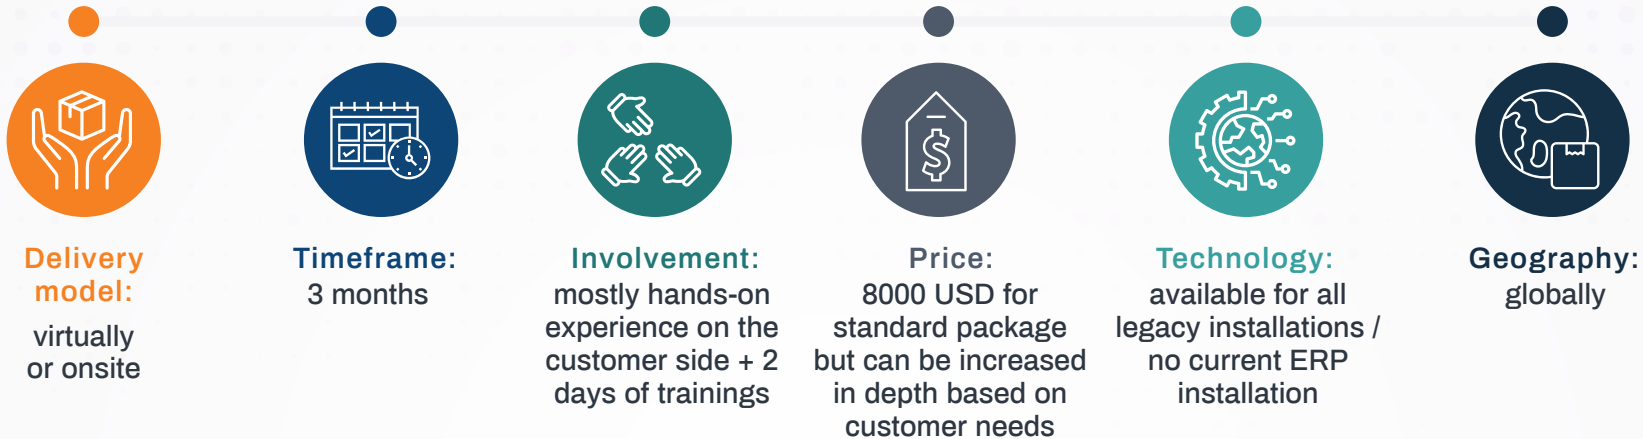 Delivery
model:
virtually
or onsite
Timeframe:
3 months
Involvement:
mostly hands-on
experience on the
customer side + 2
days of trainings
Price:
8000 USD for
standard package
but can be increased
in depth based on
customer needs
Technology:
available for all
legacy installations /
no current ERP
installation
Geography:
globally
$